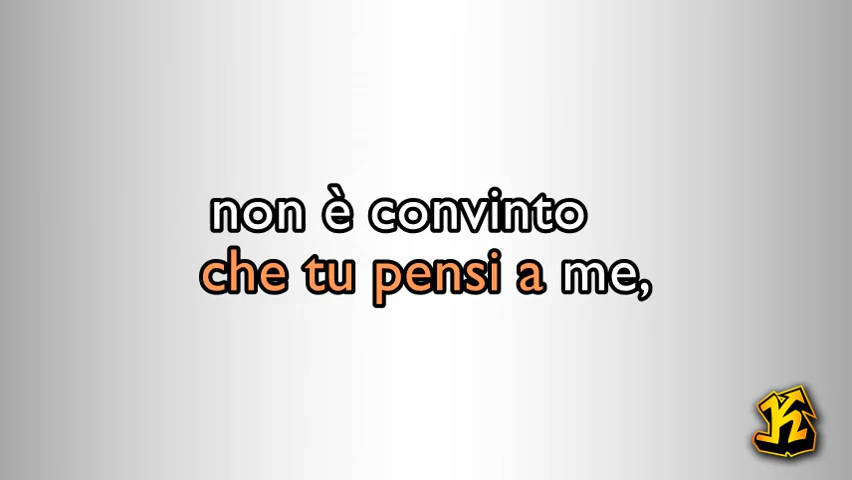 non è convinto
che tu pensi a me,
K